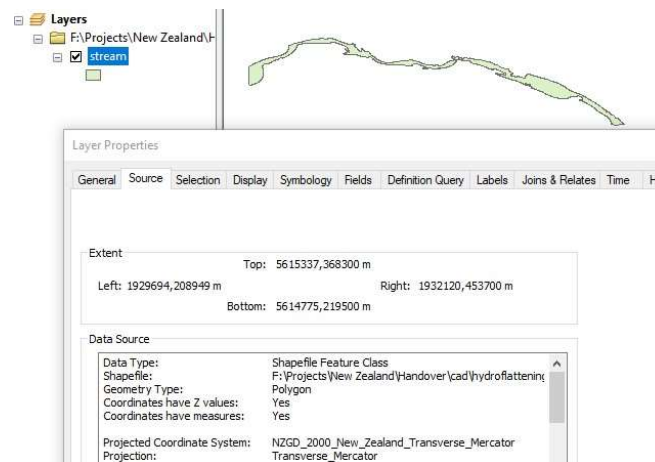 Layers
F:\Projects\New Zealand\H
stream
Layer Properties
General Source Selection Display Symbology Fields Definition Query Labels Joins & Relates Time H
Extent
Top: 5615337,368300 m
Left: 1929694,208949 m Right: 1932120,453700 m
Bottom: 5614775,219500 m
Data Source
Data Type: Shapefile Feature Class
Shapefile: F:\Projects\New Zealand\Handover\cad\hydroflattening
Geometry Type: Polygon
Coordinates have Z values: Yes
Coordinates have measures: Yes
Projected Coordinate System: NZGD_2000_New_Zealand_Transverse_Mercator
Projection: Transverse_Mercator